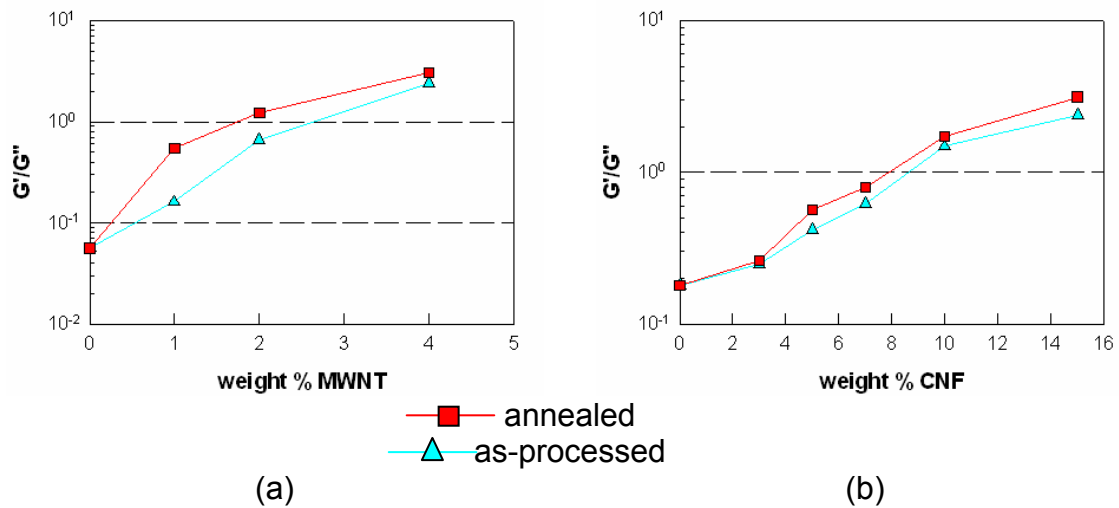 10¹
10⁰
10⁻¹
10⁻²
G'/G"
0 1 2 3 4 5
weight % MWNT
10¹
10⁰
10⁻¹
G'/G"
0 2 4 6 8 10 12 14 16
weight % CNF
annealed
as-processed
(a)
(b)